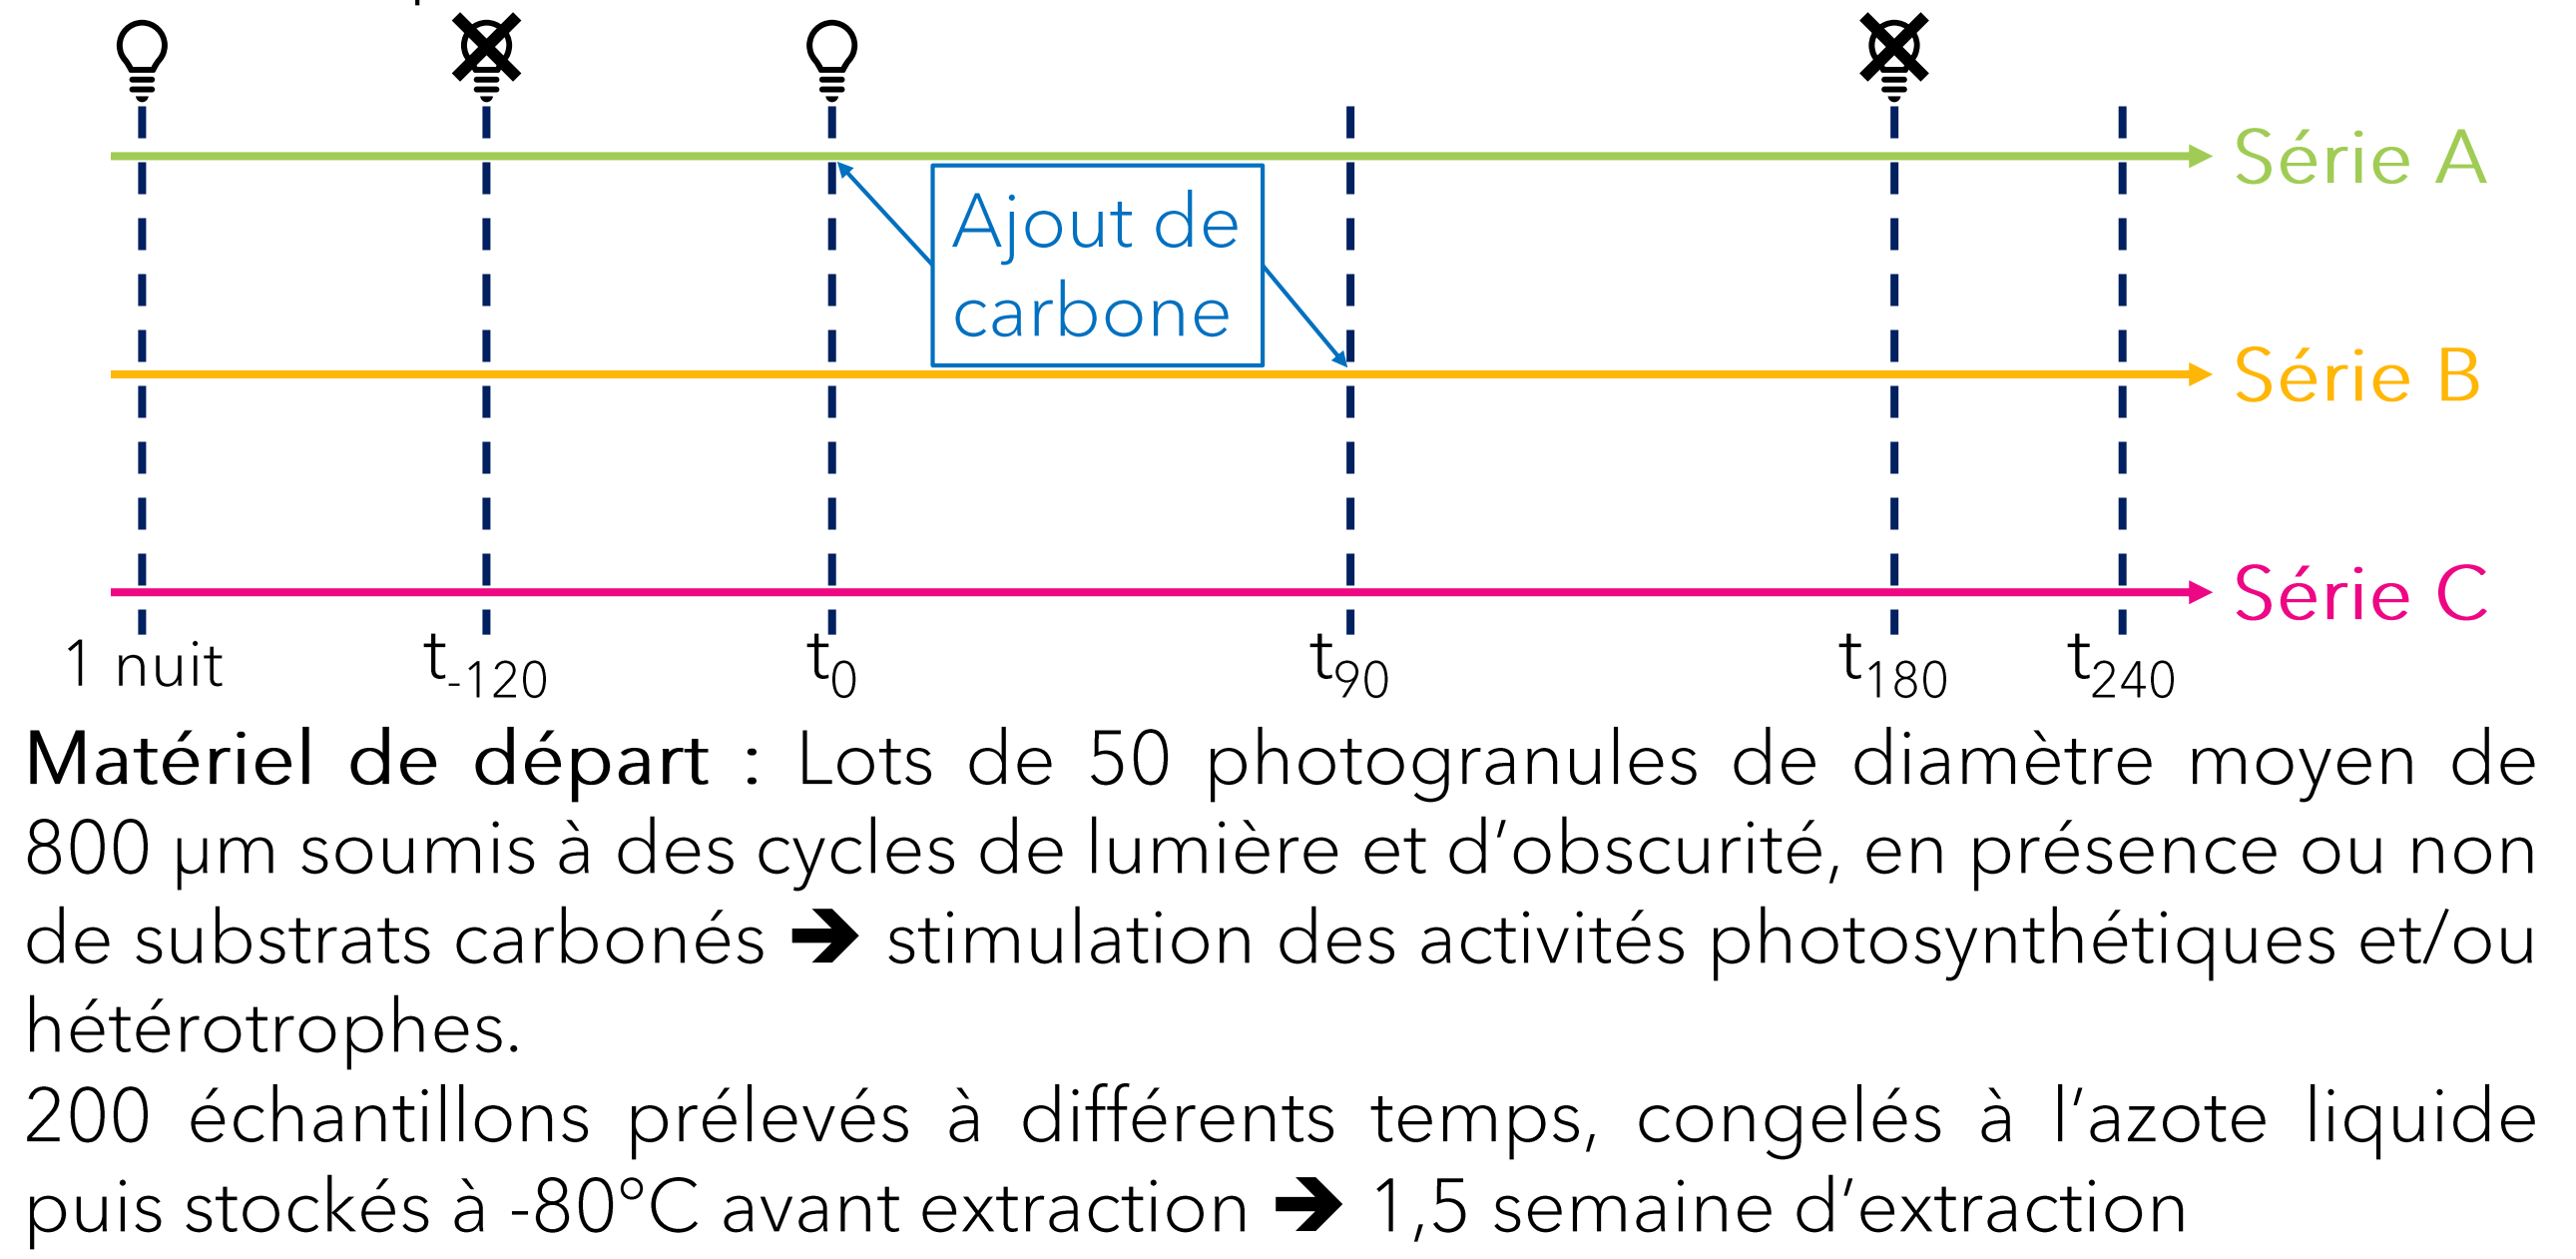 Série A
Ajout de
carbone
Série B
Série C
1 nuit
t-120
t0
t90
t180
t240
Matériel de départ : Lots de 50 photogranules de diamètre moyen de
800 µm soumis à des cycles de lumière et d’obscurité, en présence ou non
de substrats carbonés ➔ stimulation des activités photosynthétiques et/ou
hétérotrophes.
200 échantillons prélevés à différents temps, congelés à l’azote liquide
puis stockés à -80°C avant extraction ➔ 1,5 semaine d’extraction